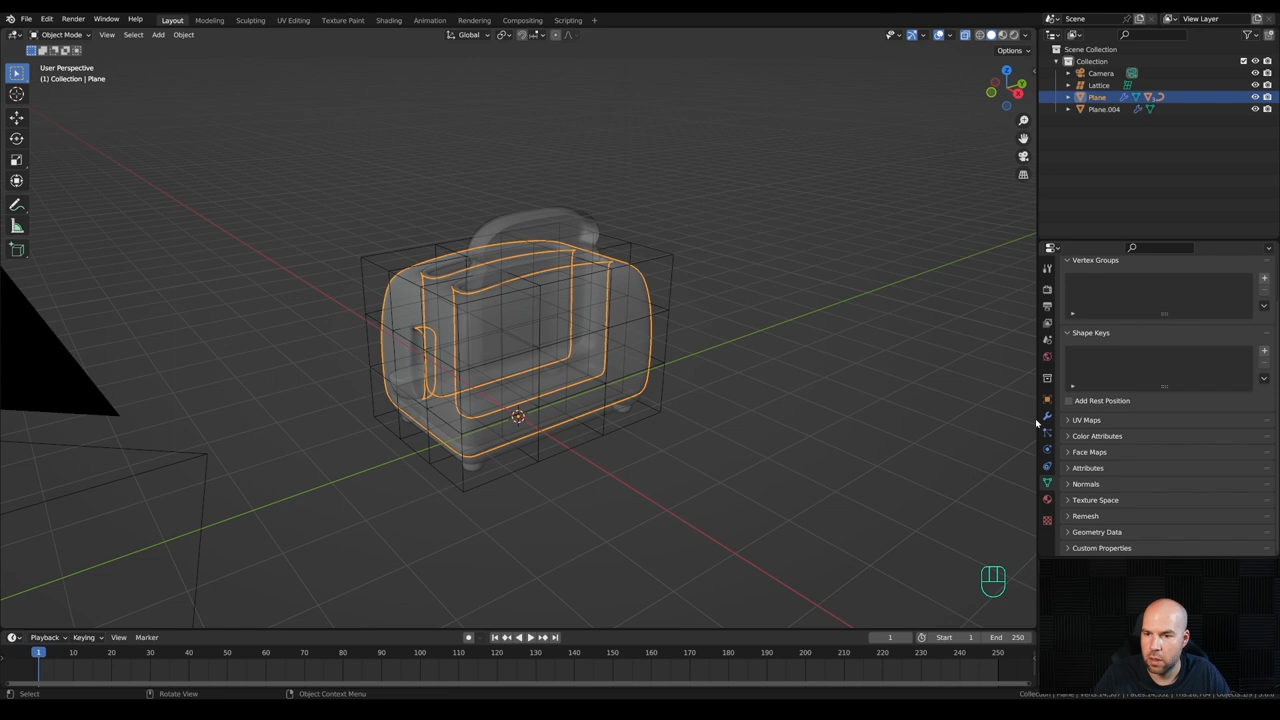 File Edit Render Window Help Layout Modeling Sculpting UV Editing Texture Paint Shading Animation Rendering Compositing Scripting + Scene View Layer
Object Mode View Select Add Object Global
Options
User Perspective
(1) Collection | Plane
Z
Y
X
Scene Collection
Collection
Camera
Lattice
Plane
Plane.004
Vertex Groups
Shape Keys
Add Rest Position
UV Maps
Color Attributes
Face Maps
Attributes
Normals
Texture Space
Remesh
Geometry Data
Custom Properties
Playback Keying View Marker 1 Start 1 End 250
1 10 20 30 40 50 60 70 80 90 100 110 120 130 140 150 160 170 180 190 200 210 220 230 240 250
Select Rotate View Object Context Menu